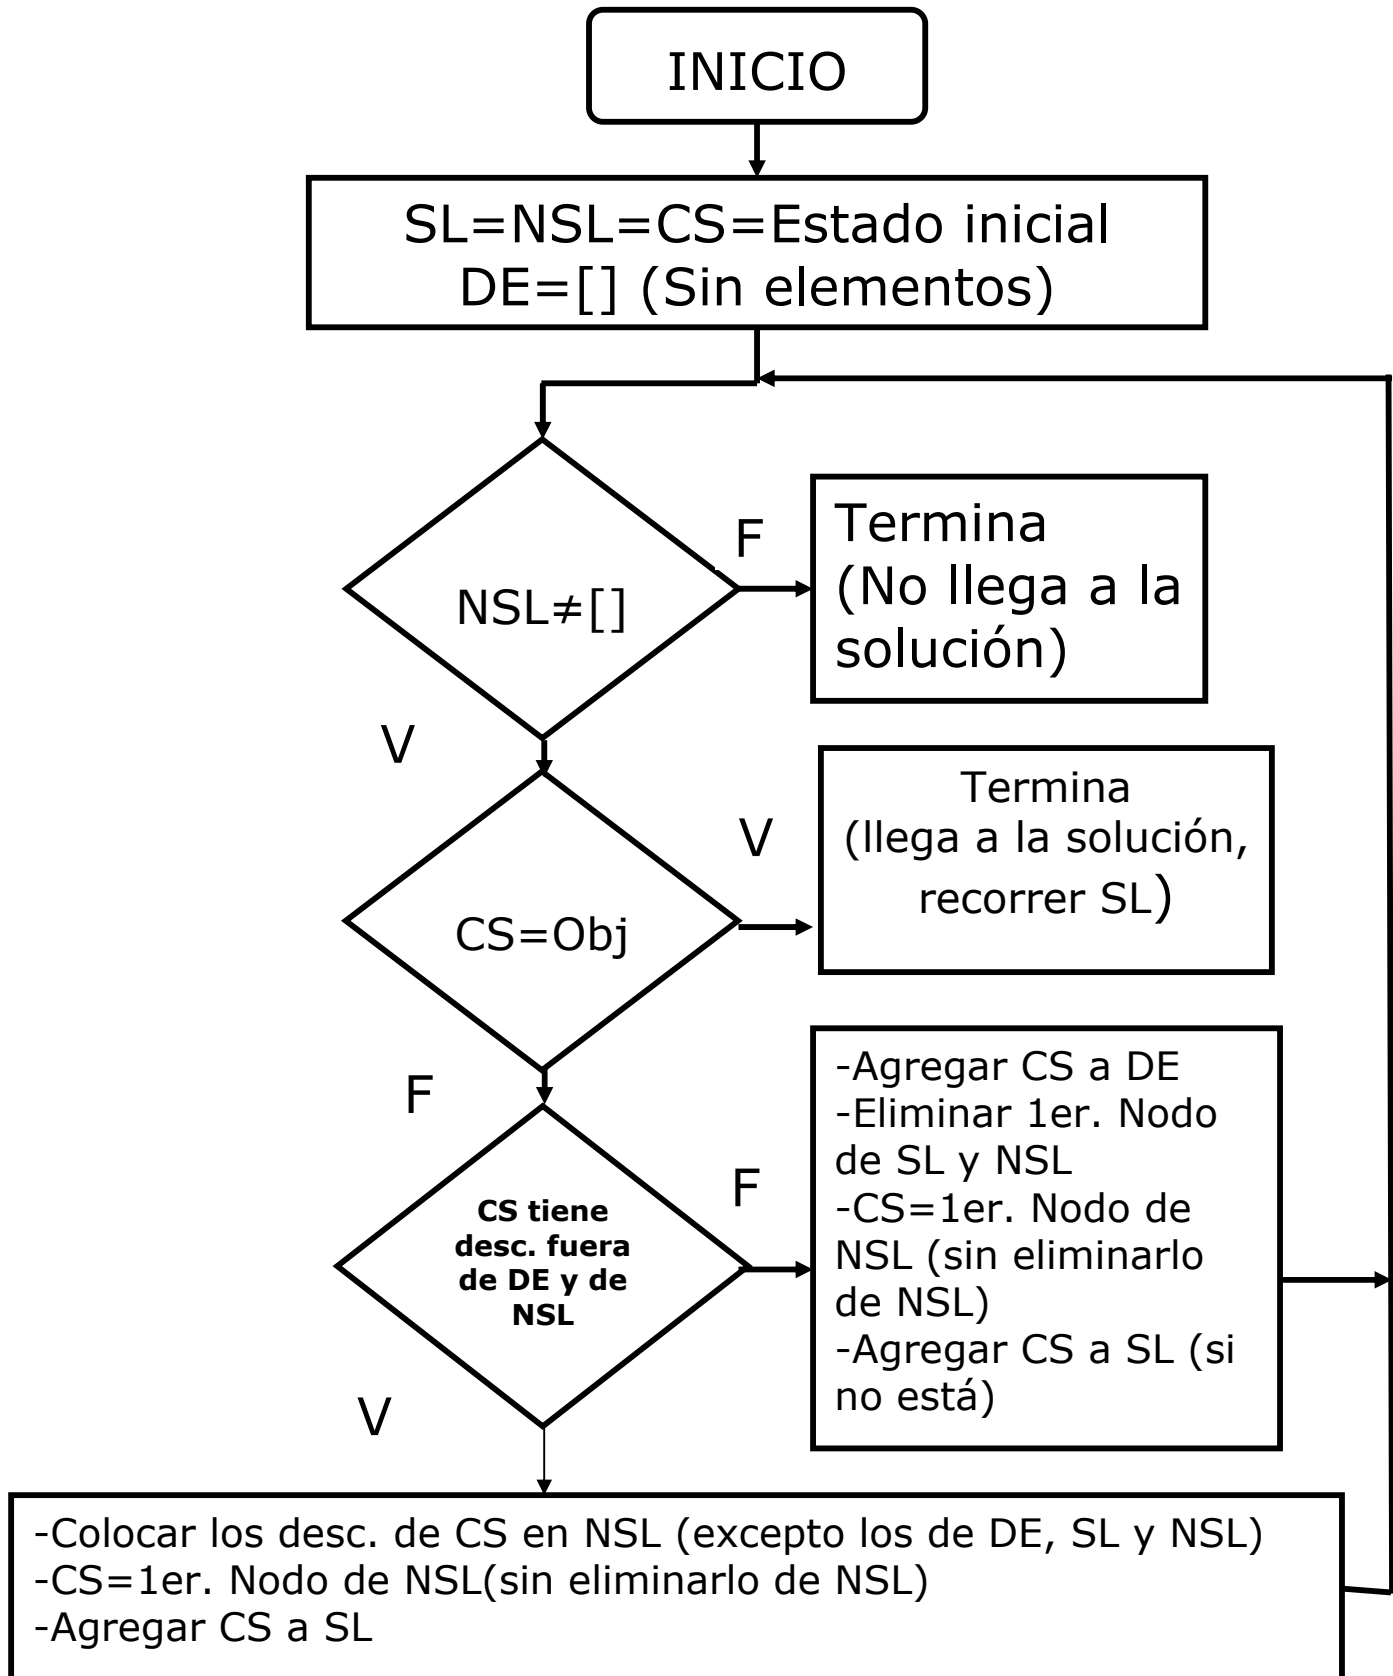 INICIO
SL=NSL=CS=Estado inicial
DE=[] (Sin elementos)
F
Termina
(No llega a la
solución)
NSL≠[]
V
Termina
(llega a la solución,
recorrer SL)
V
CS=Obj
F
-Agregar CS a DE
-Eliminar 1er. Nodo
de SL y NSL
-CS=1er. Nodo de
NSL (sin eliminarlo
de NSL)
-Agregar CS a SL (si
no está)
F
CS tiene
desc. fuera
de DE y de
NSL
V
-Colocar los desc. de CS en NSL (excepto los de DE, SL y NSL)
-CS=1er. Nodo de NSL(sin eliminarlo de NSL)
-Agregar CS a SL